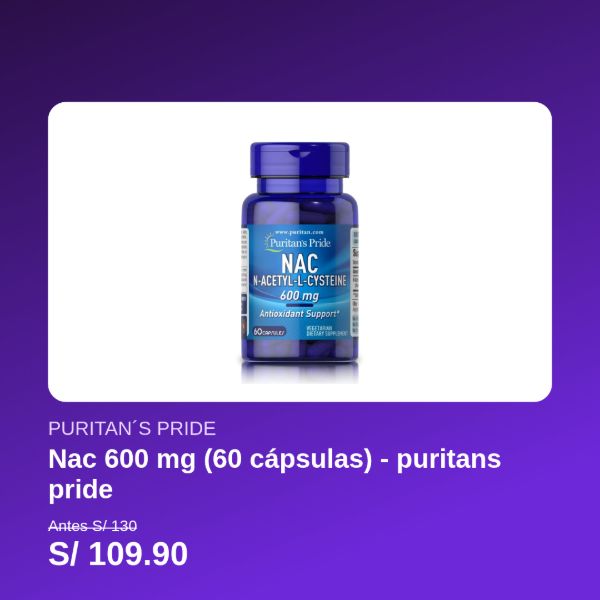 www.puritan.com
Puritan's Pride
NAC
N-ACETYL-L-CYSTEINE
600 mg
Antioxidant Support*
60 CAPSULES
VEGETARIAN
DIETARY SUPPLEMENT
PURITAN´S PRIDE
Nac 600 mg (60 cápsulas) - puritans
pride
Antes S/ 130
S/ 109.90